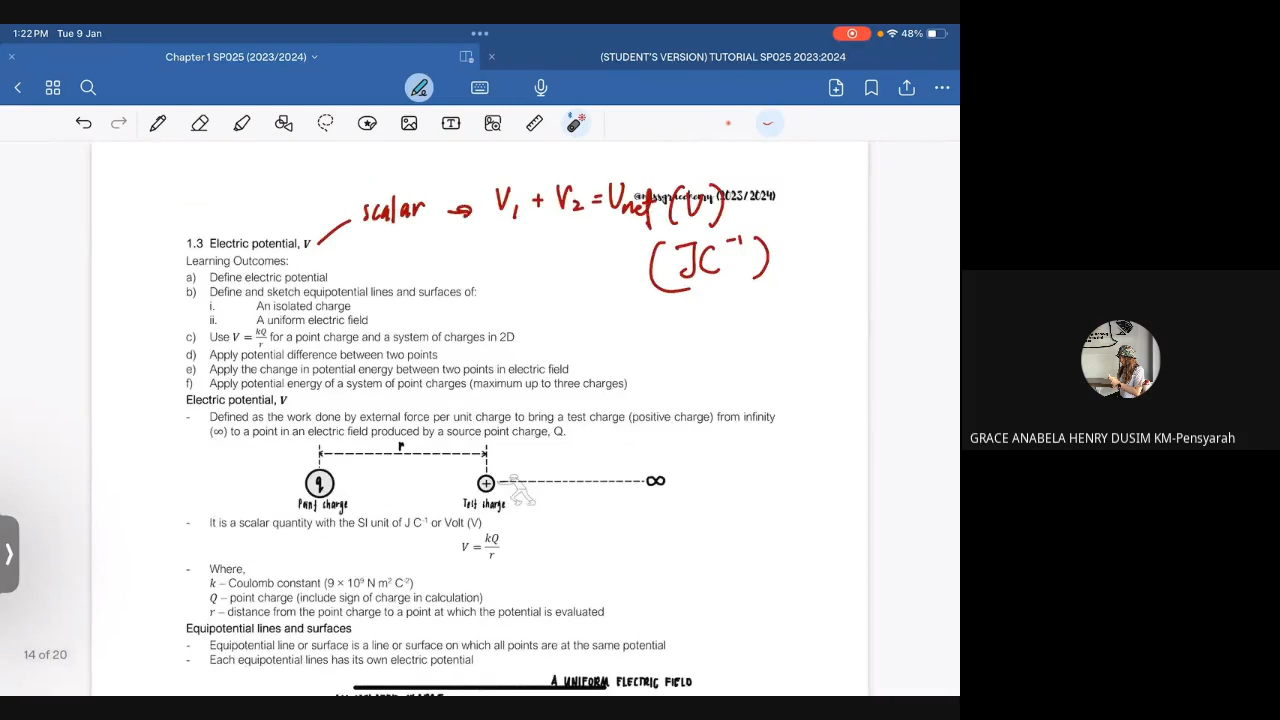 1:22 PM Tue 9 Jan
48%
Chapter 1 SP025 (2023/2024)
(STUDENT'S VERSION) TUTORIAL SP025 2023:2024
scalar → V₁ + V₂ = Vnet (V)
(2023/2024)
(JC⁻¹)
1.3 Electric potential, V
Learning Outcomes:
a) Define electric potential
b) Define and sketch equipotential lines and surfaces of:
i. An isolated charge
ii. A uniform electric field
c) Use V = kQ/r for a point charge and a system of charges in 2D
d) Apply potential difference between two points
e) Apply the change in potential energy between two points in electric field
f) Apply potential energy of a system of point charges (maximum up to three charges)
Electric potential, V
- Defined as the work done by external force per unit charge to bring a test charge (positive charge) from infinity
(∞) to a point in an electric field produced by a source point charge, Q.
r
q + ∞
Point charge Test charge
- It is a scalar quantity with the SI unit of J C⁻¹ or Volt (V)
V = kQ/r
- Where,
k – Coulomb constant (9 × 10⁹ N m² C⁻²)
Q – point charge (include sign of charge in calculation)
r – distance from the point charge to a point at which the potential is evaluated
Equipotential lines and surfaces
- Equipotential line or surface is a line or surface on which all points are at the same potential
- Each equipotential lines has its own electric potential
14 of 20
A UNIFORM ELECTRIC FIELD
GRACE ANABELA HENRY DUSIM KM-Pensyarah